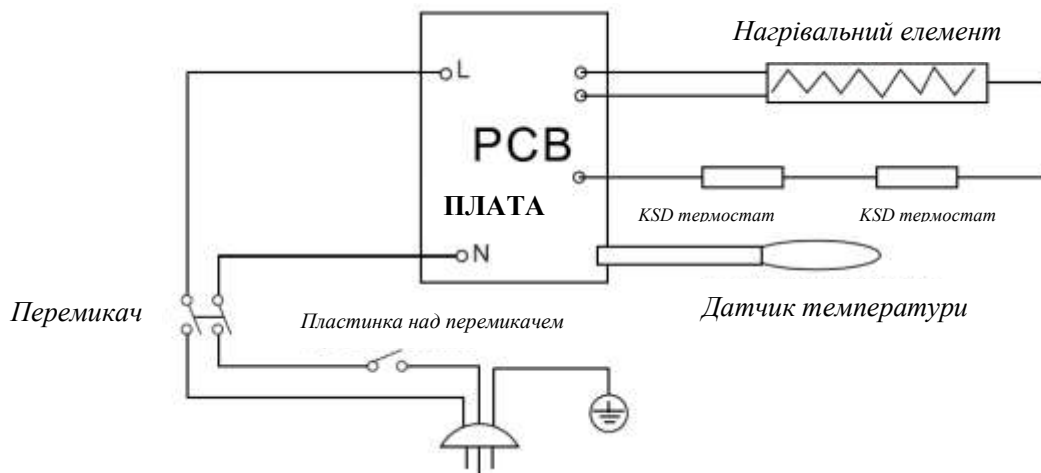 Нагрівальний елемент
L
PCB
ПЛАТА
KSD термостат
KSD термостат
N
Датчик температури
Перемикач
Пластинка над перемикачем